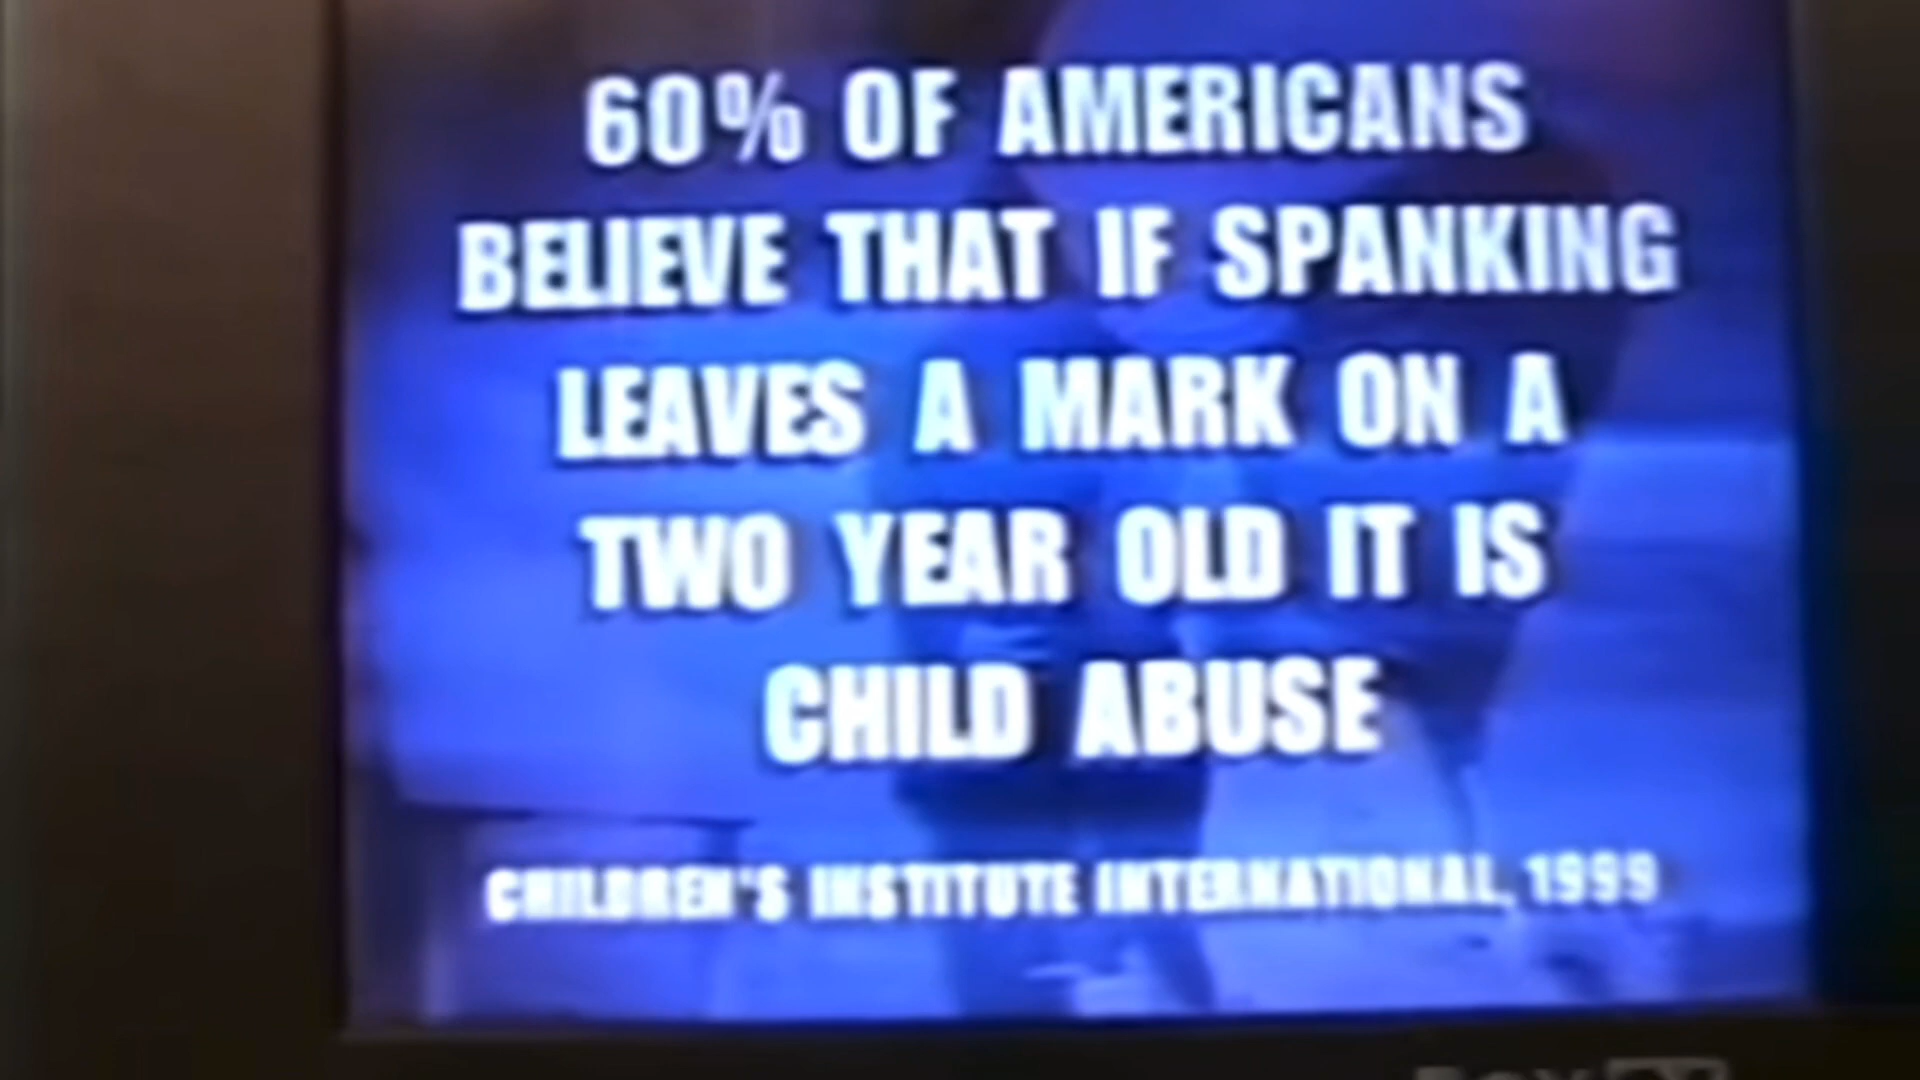 60% OF AMERICANS
BELIEVE THAT IF SPANKING
LEAVES A MARK ON A
TWO YEAR OLD IT IS
CHILD ABUSE
CHILDREN'S INSTITUTE INTERNATIONAL, 1999